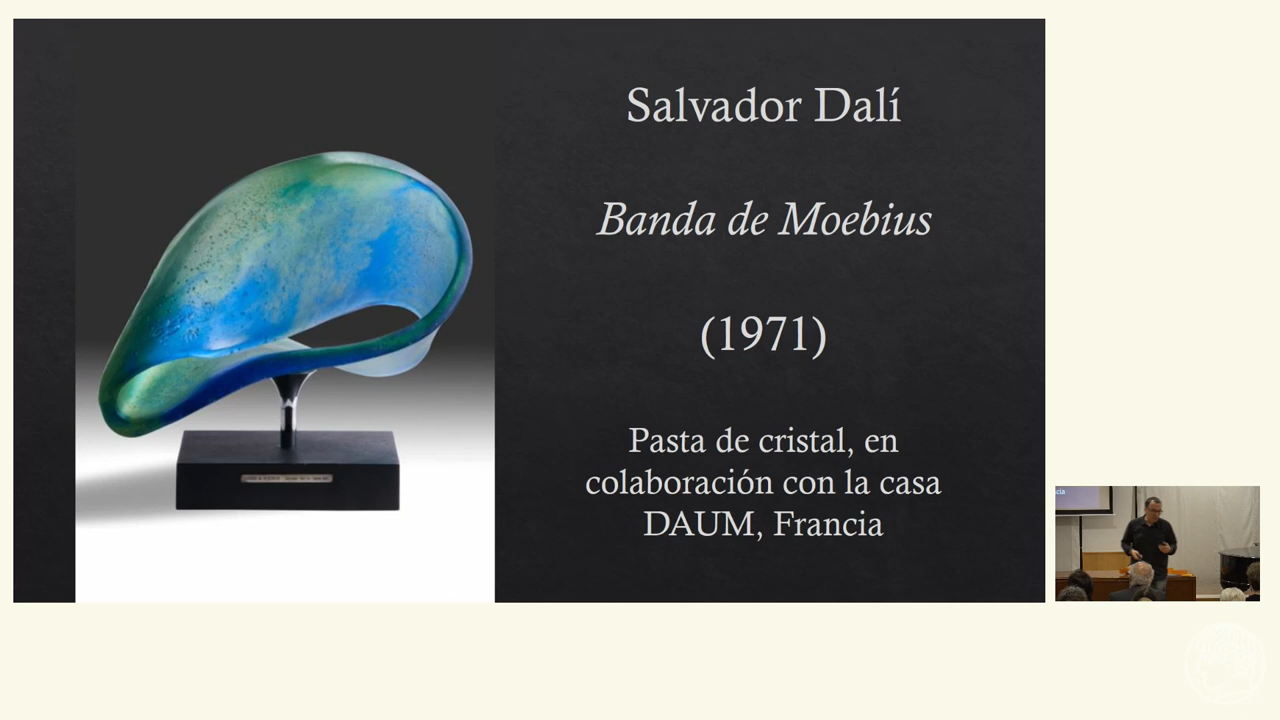 Salvador Dalí
Banda de Moebius
(1971)
Pasta de cristal, en
colaboración con la casa
DAUM, Francia